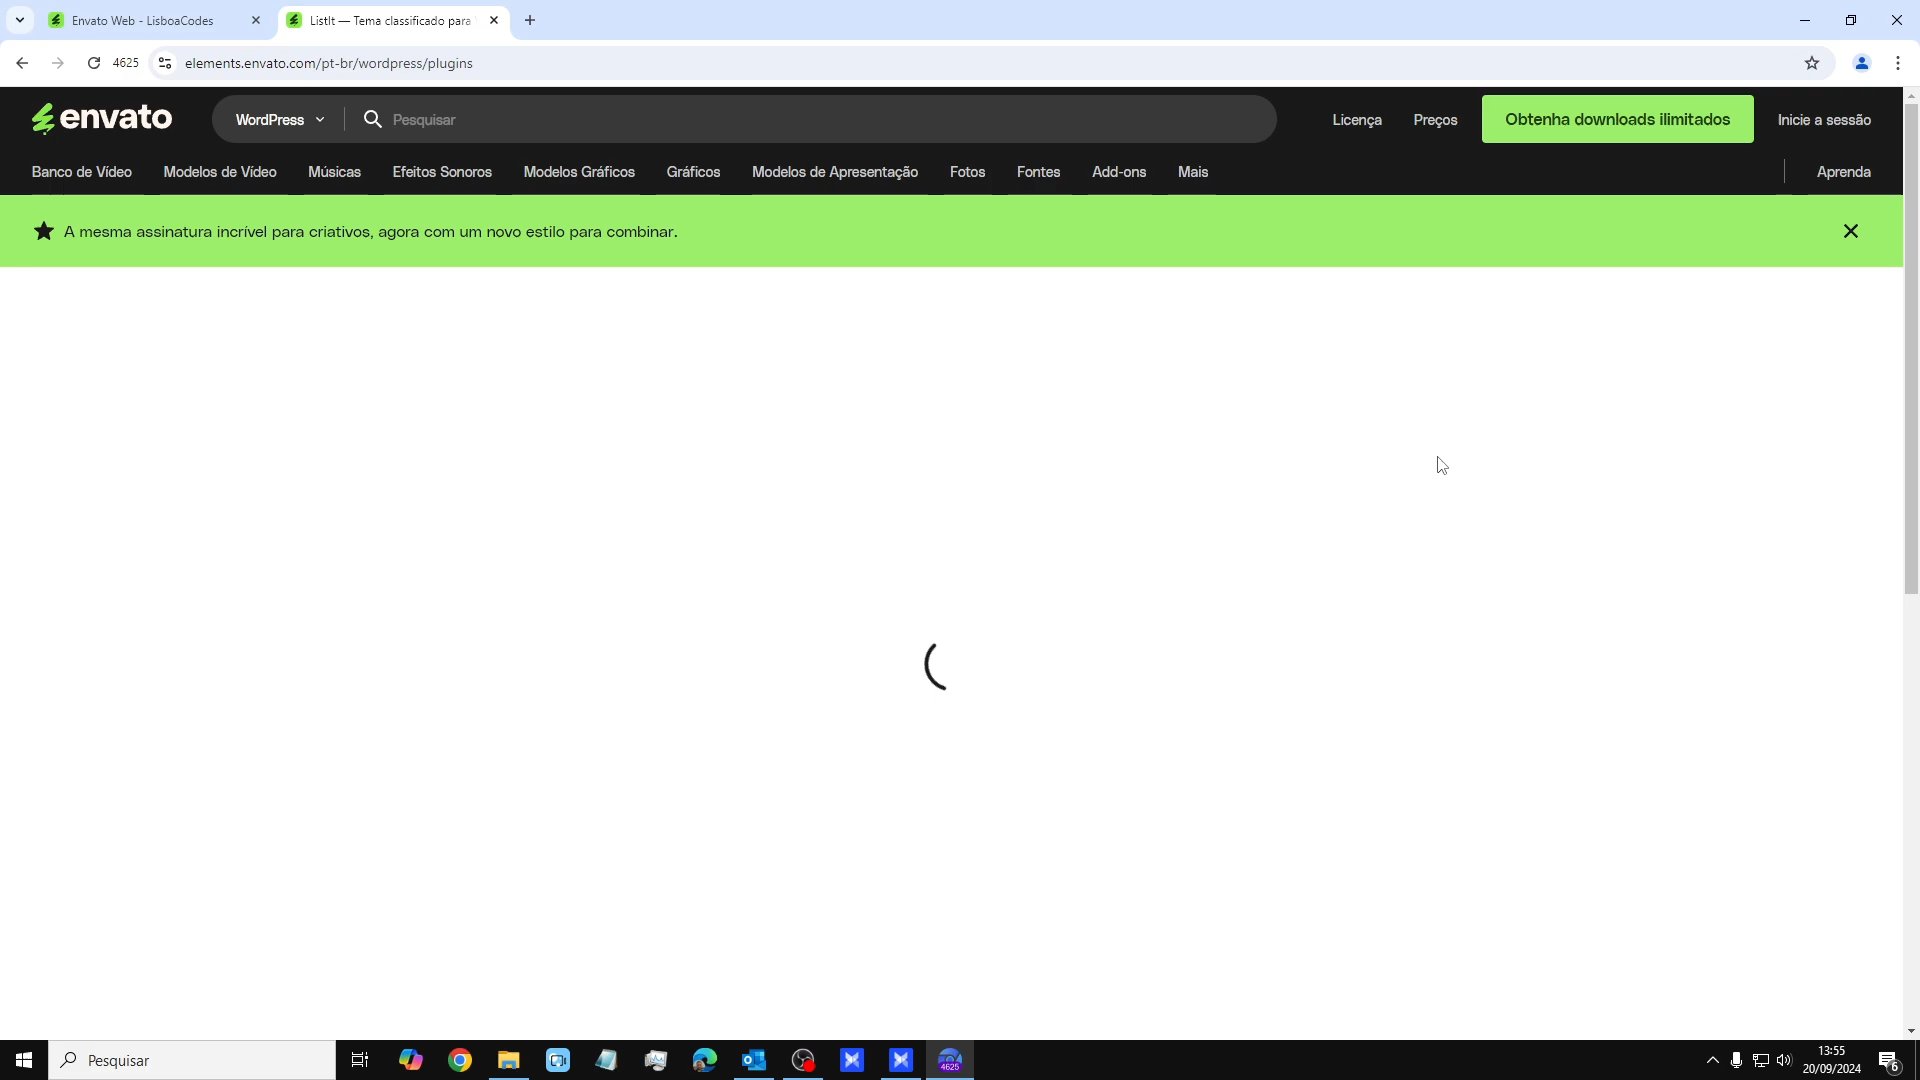 Envato Web - LisboaCodes
ListIt — Tema classificado para
4625
elements.envato.com/pt-br/wordpress/plugins
envato
WordPress
Pesquisar
Licença
Preços
Obtenha downloads ilimitados
Inicie a sessão
Banco de Vídeo
Modelos de Vídeo
Músicas
Efeitos Sonoros
Modelos Gráficos
Gráficos
Modelos de Apresentação
Fotos
Fontes
Add-ons
Mais
Aprenda
A mesma assinatura incrível para criativos, agora com um novo estilo para combinar.
Pesquisar
4625
13:55
20/09/2024
6